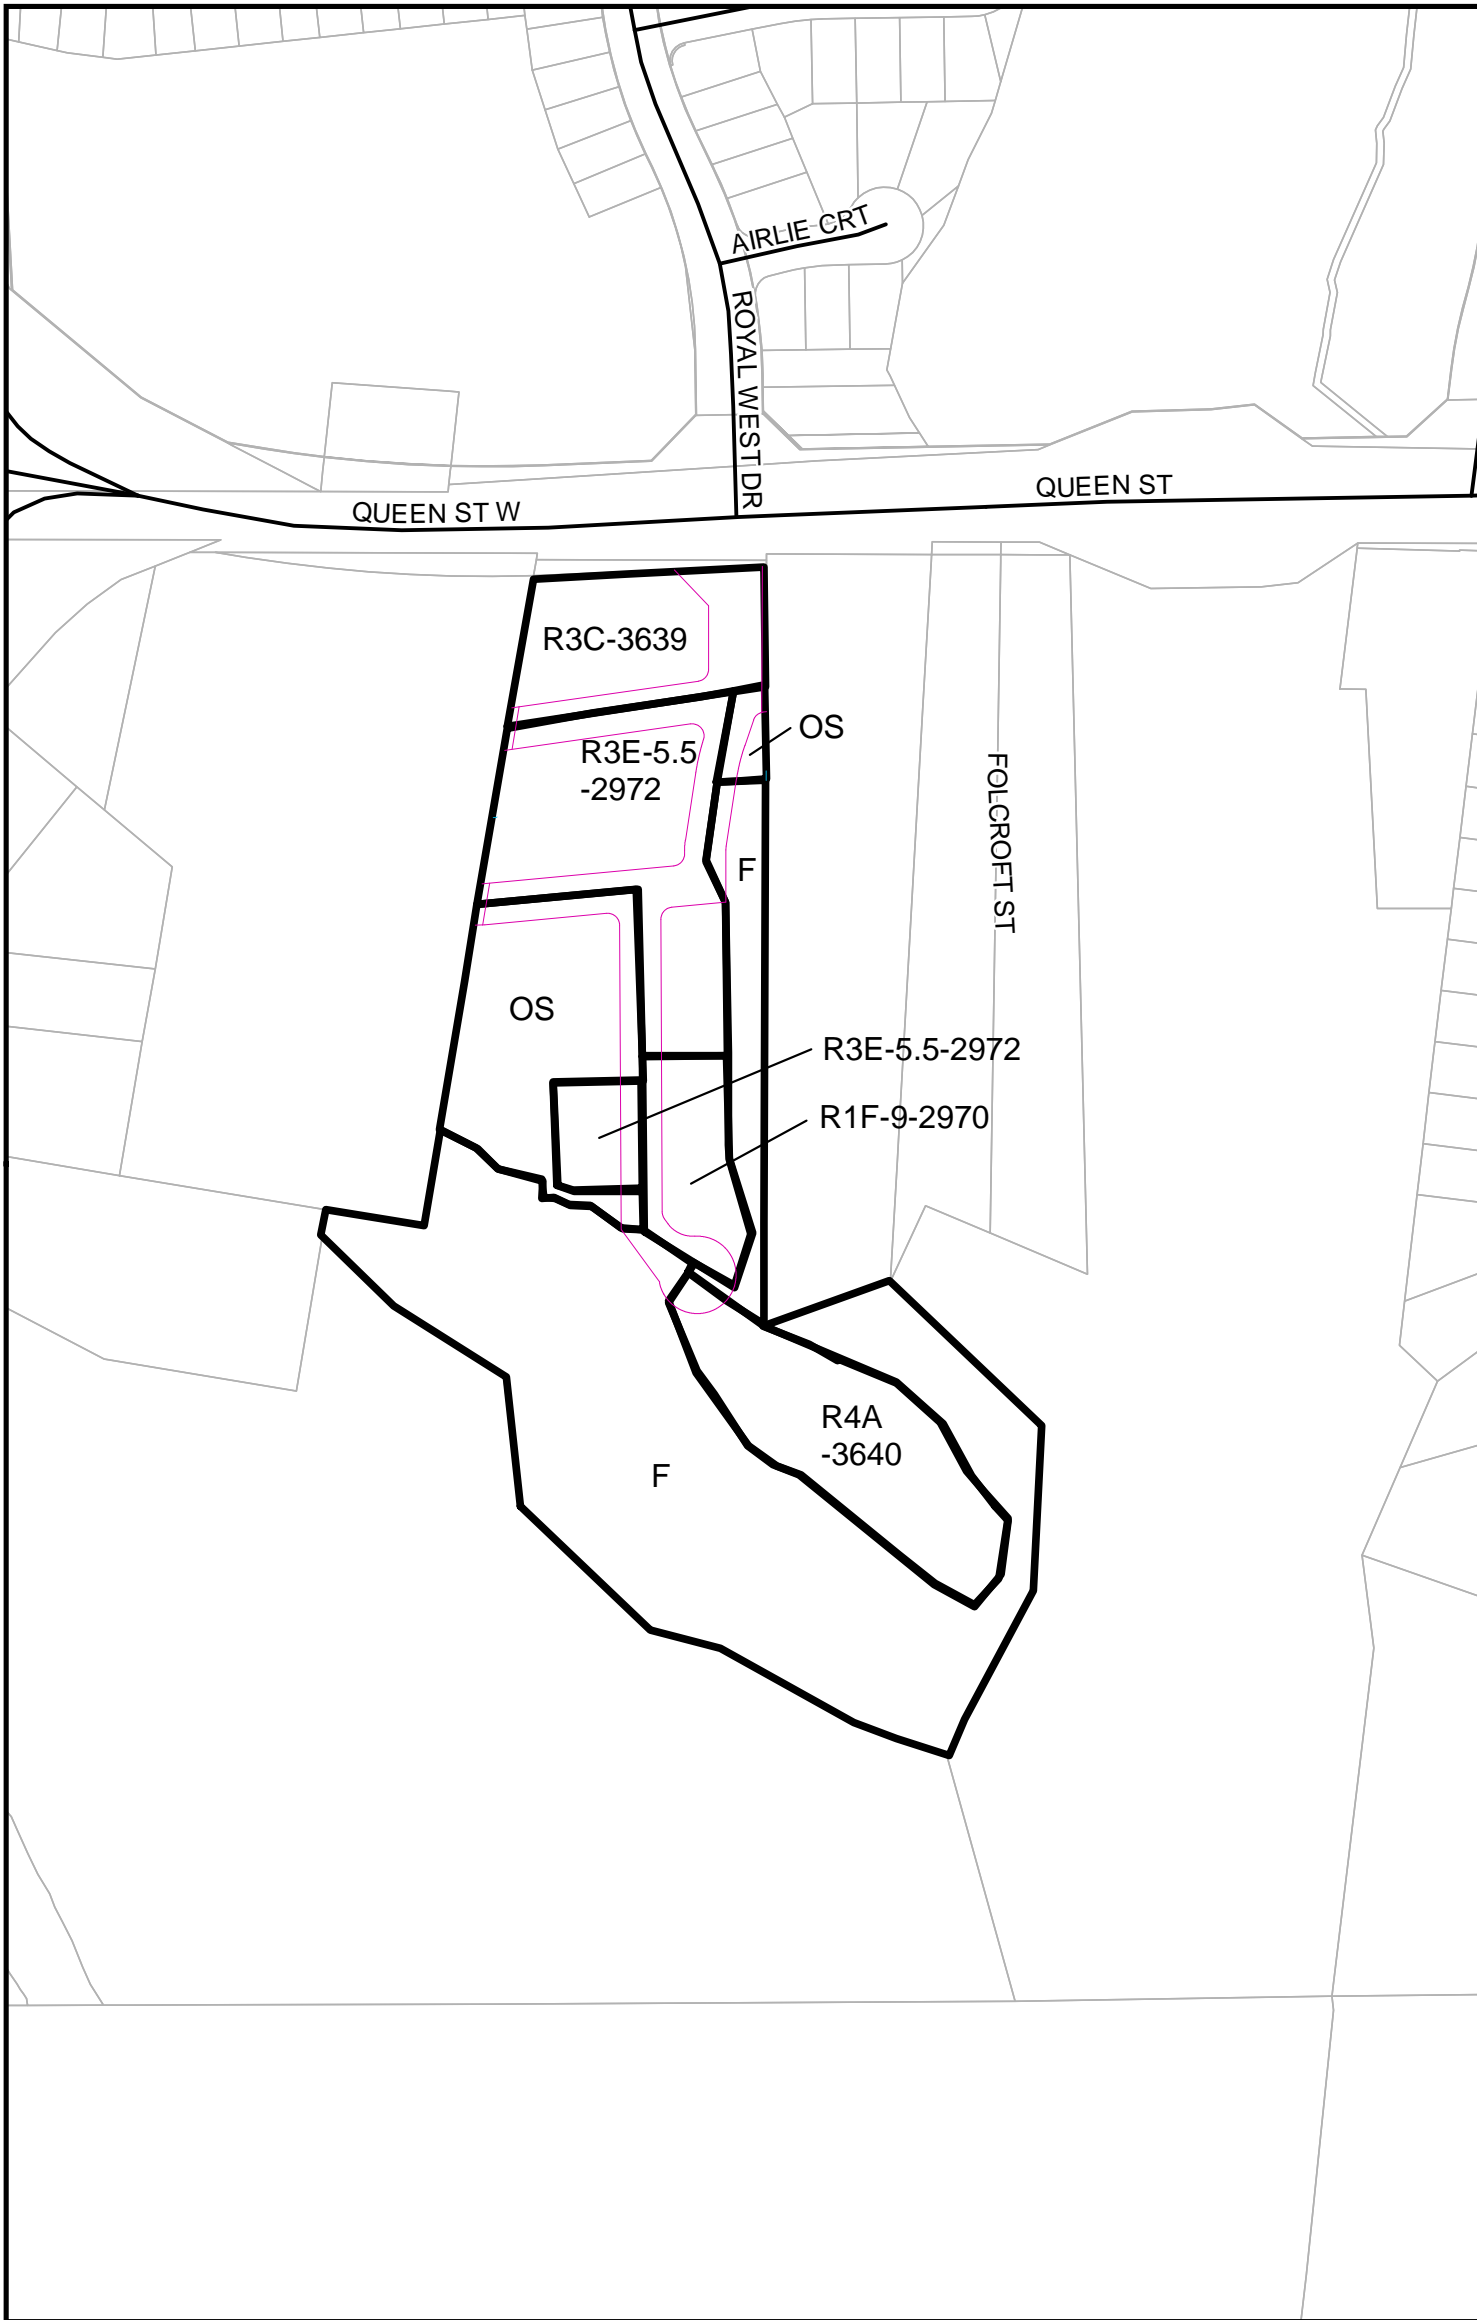 AIRLIE CRT
ROYAL WEST DR
QUEEN ST W
QUEEN ST
R3C-3639
OS
R3E-5.5
-2972
FOLCROFT ST
F
OS
R3E-5.5-2972
R1F-9-2970
R4A
-3640
F